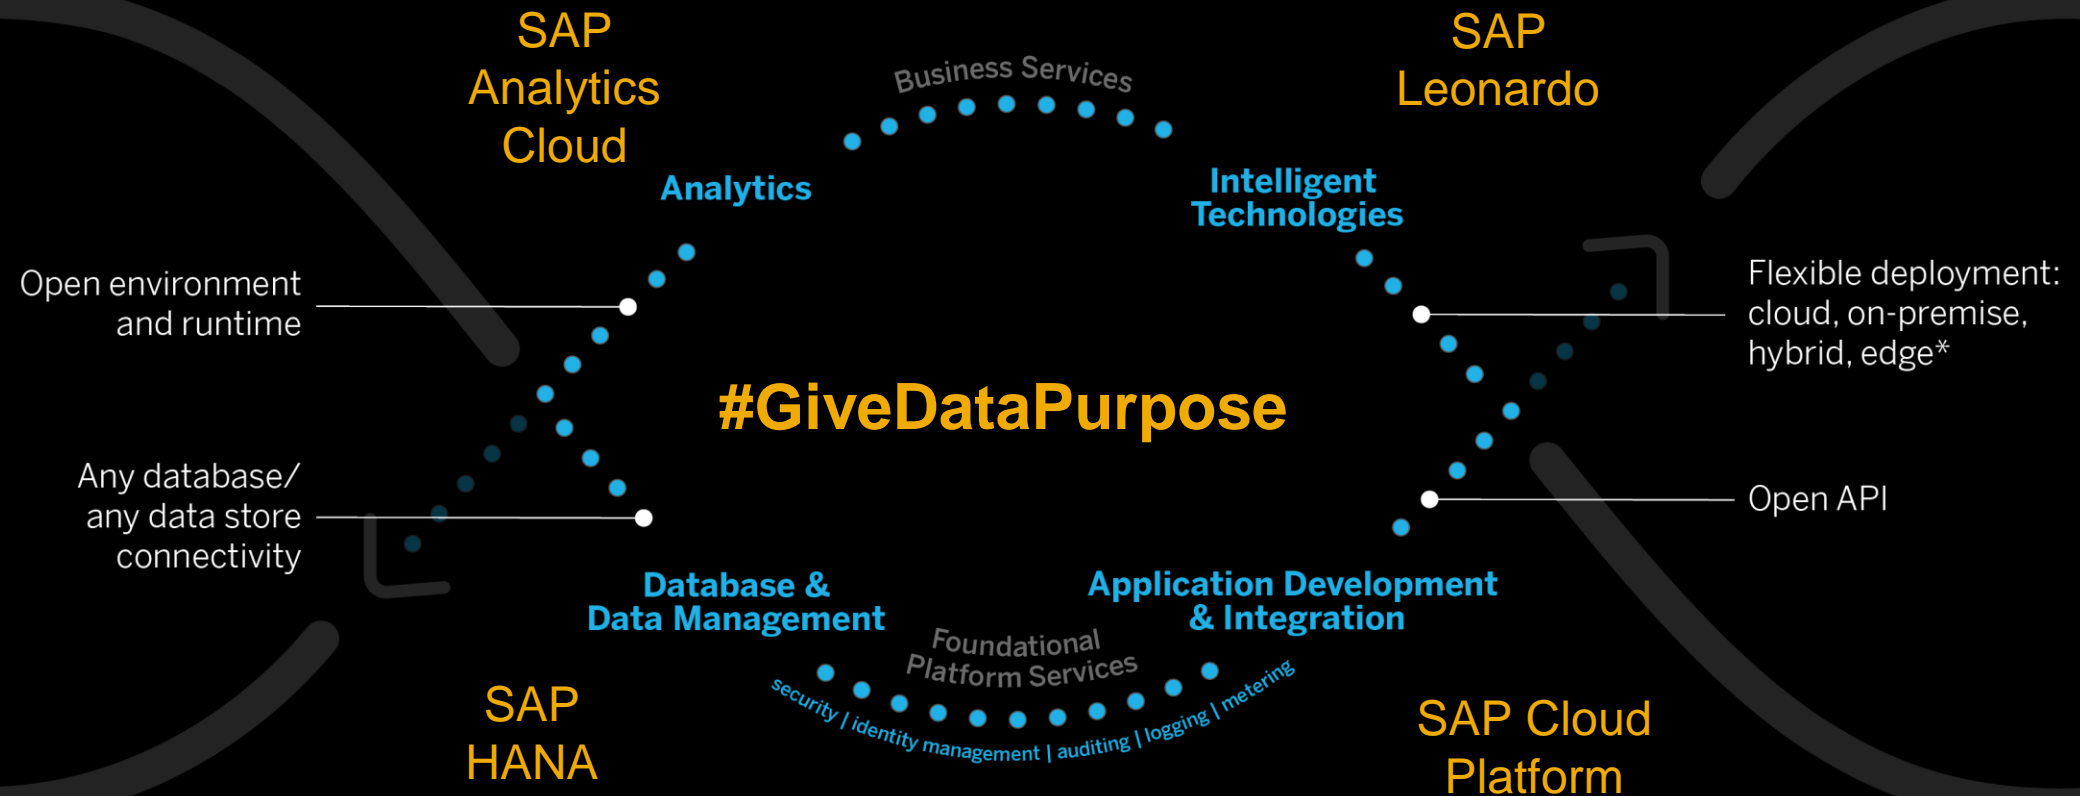 SAP
Analytics
Cloud
SAP
Leonardo
Business Services
Analytics
Intelligent
Technologies
Open environment
and runtime
Flexible deployment:
cloud, on-premise,
hybrid, edge*
#GiveDataPurpose
Any database/
any data store
connectivity
Open API
Database &
Data Management
Application Development
& Integration
Foundational
Platform Services
security | identity management | auditing | logging | metering
SAP
HANA
SAP Cloud
Platform